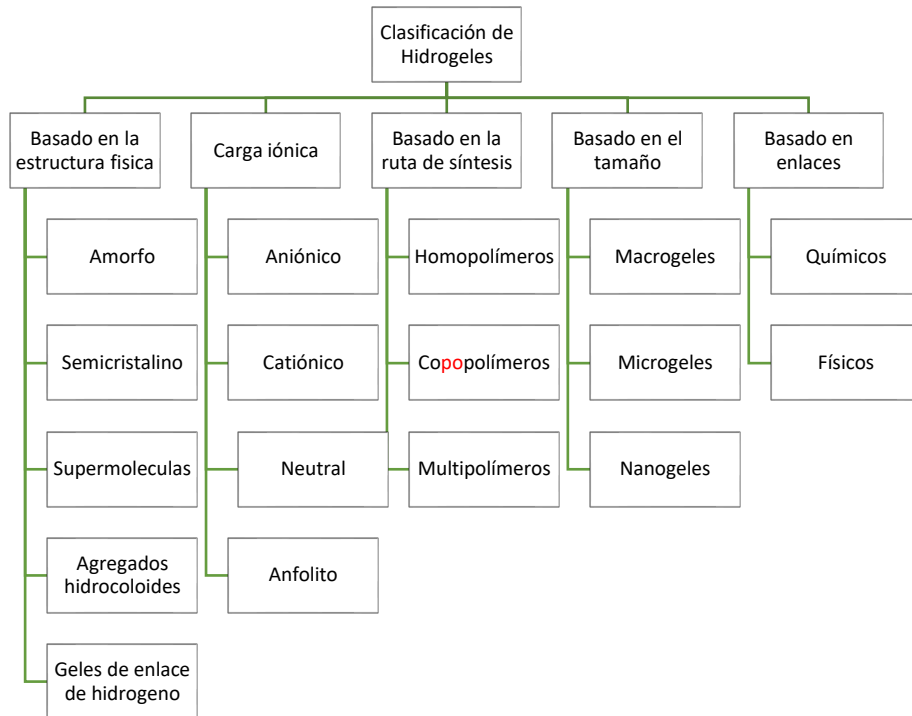 Clasificación de
Hidrogeles
Basado en la
estructura fisica
Amorfo
Semicristalino
Supermoleculas
Agregados
hidrocoloides
Geles de enlace
de hidrogeno
Carga iónica
Aniónico
Catiónico
Neutral
Anfolito
Basado en la
ruta de síntesis
Homopolímeros
Copopolímeros
Multipolímeros
Basado en el
tamaño
Macrogeles
Microgeles
Nanogeles
Basado en
enlaces
Químicos
Físicos